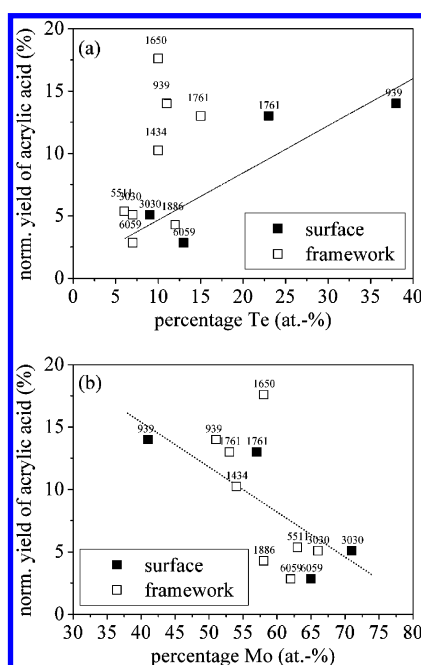 (a)
norm. yield of acrylic acid (%)
20
15
10
5
0
1650
939
1761
1761
939
1434
5511
3030
3030
1886
6059
6059
surface
framework
0 5 10 15 20 25 30 35 40
percentage Te (at.-%)
(b)
norm. yield of acrylic acid (%)
20
15
10
5
0
1650
939
939
1761
1761
1434
5511
3030
3030
1886
6059
6059
surface
framework
30 35 40 45 50 55 60 65 70 75 80
percentage Mo (at.-%)